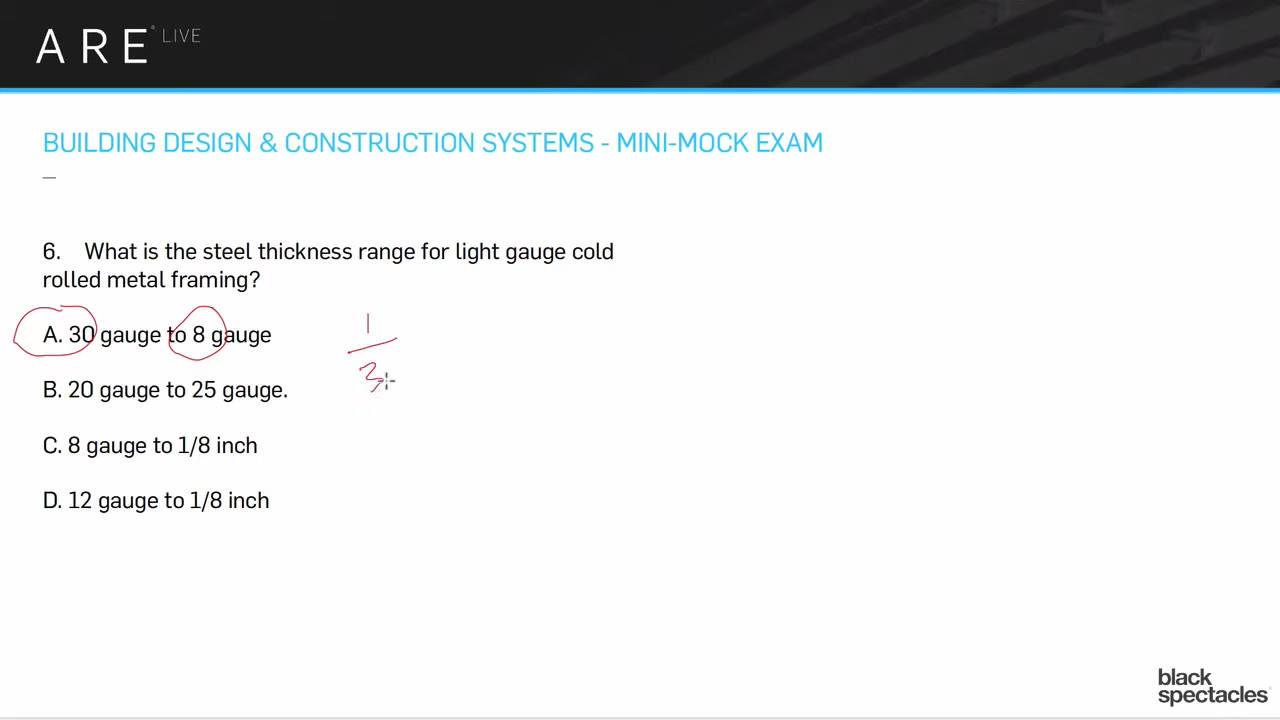 ARE LIVE
BUILDING DESIGN & CONSTRUCTION SYSTEMS - MINI-MOCK EXAM
6. What is the steel thickness range for light gauge cold
rolled metal framing?
A. 30 gauge to 8 gauge
B. 20 gauge to 25 gauge.
C. 8 gauge to 1/8 inch
D. 12 gauge to 1/8 inch
1
3
black
spectacles